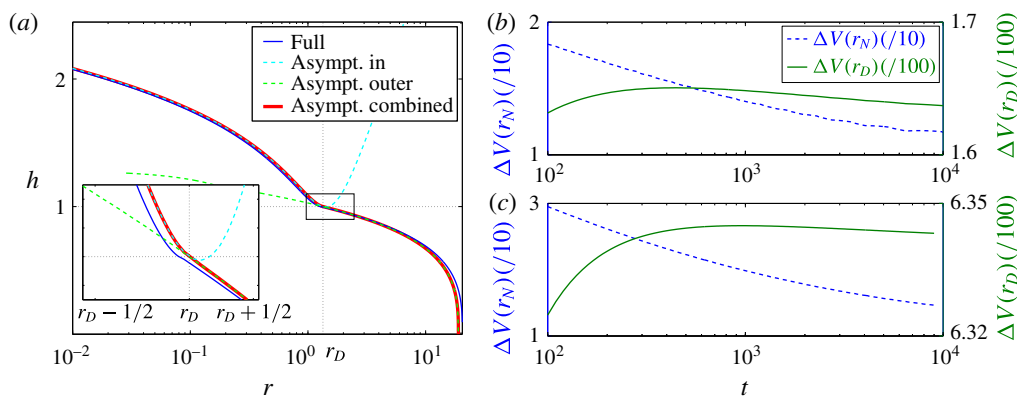 (a)
Full
Asympt. in
Asympt. outer
Asympt. combined
2
h
1
r_D − 1/2 r_D r_D + 1/2
10^−2 10^−1 10^0 r_D 10^1
r
(b)
2
1
ΔV(r_N)(/10)
ΔV(r_N)(/10)
ΔV(r_D)(/100)
1.7
1.6
ΔV(r_D)(/100)
10^2 10^3 10^4
(c)
3
1
ΔV(r_N)(/10)
6.35
6.32
ΔV(r_D)(/100)
10^2 10^3 10^4
t